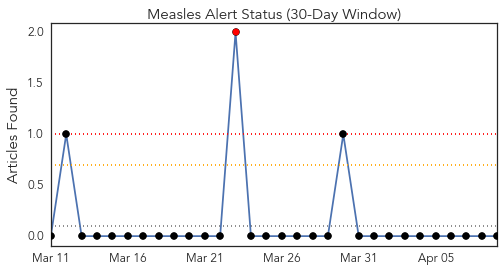 Measles Alert Status (30-Day Window)
Articles Found
2.0
1.5
1.0
0.5
0.0
Mar 11 Mar 16 Mar 21 Mar 26 Mar 31 Apr 05